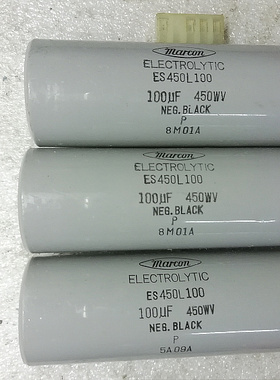 marcon
ELECTROLYTIC
ES450L100
100μF 450WV
NEG.BLACK
P
8M01A
marcon
ELECTROLYTIC
ES450L100
100μF 450WV
NEG.BLACK
P
8M01A
marcon
ELECTROLYTIC
ES450L100
100μF 450WV
NEG.BLACK
P
5A09A